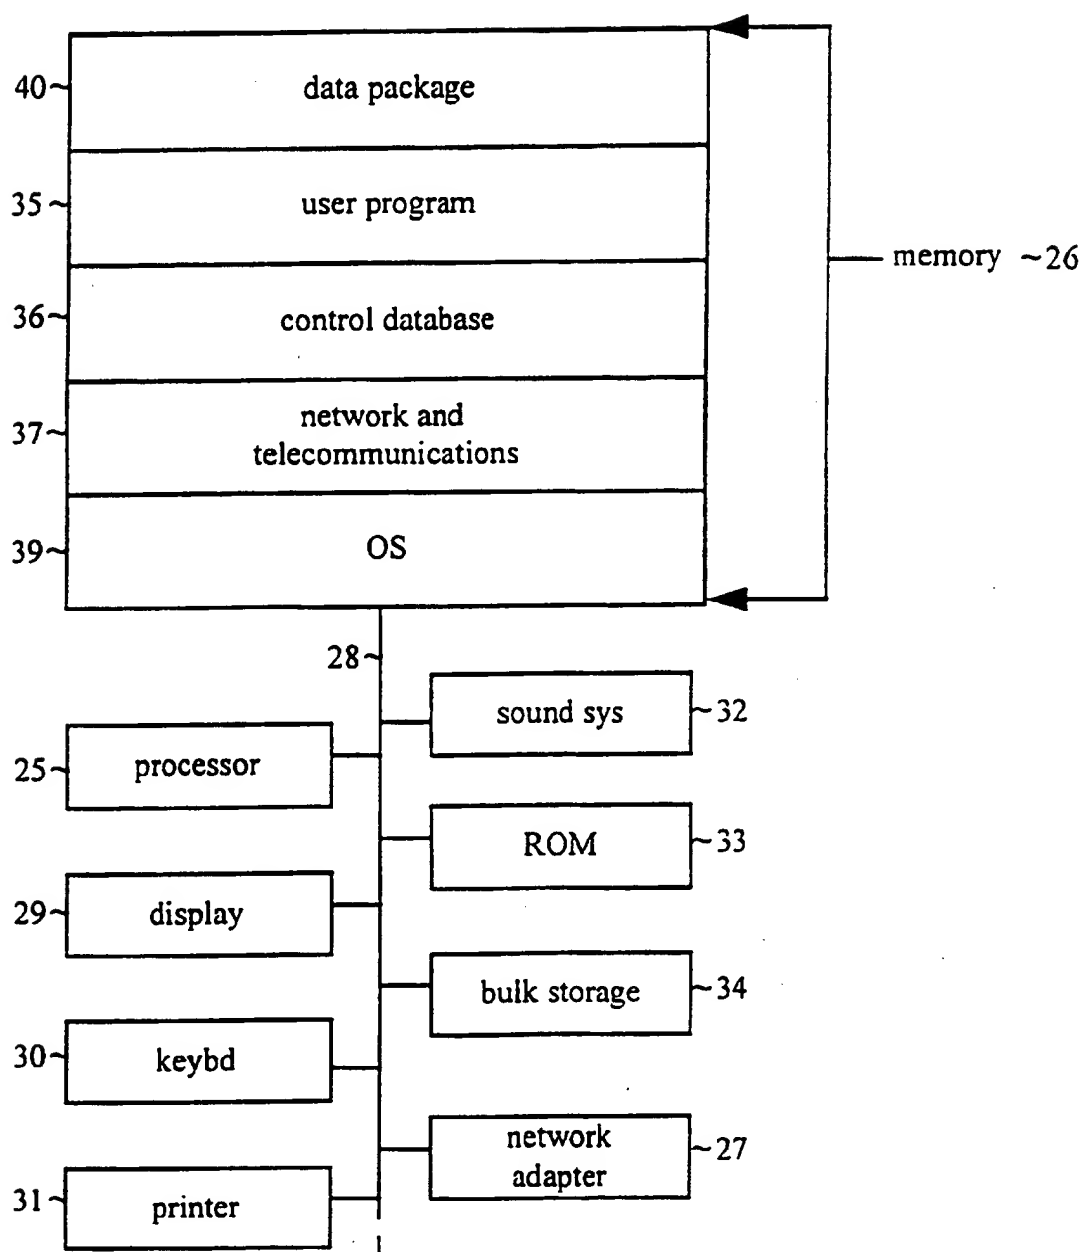 40~ data package
35~ user program
memory ~26
36~ control database
37~ network and
telecommunications
39~ OS
28~
sound sys ~32
25~ processor
ROM ~33
29~ display
bulk storage ~34
30~ keybd
network
adapter ~27
31~ printer